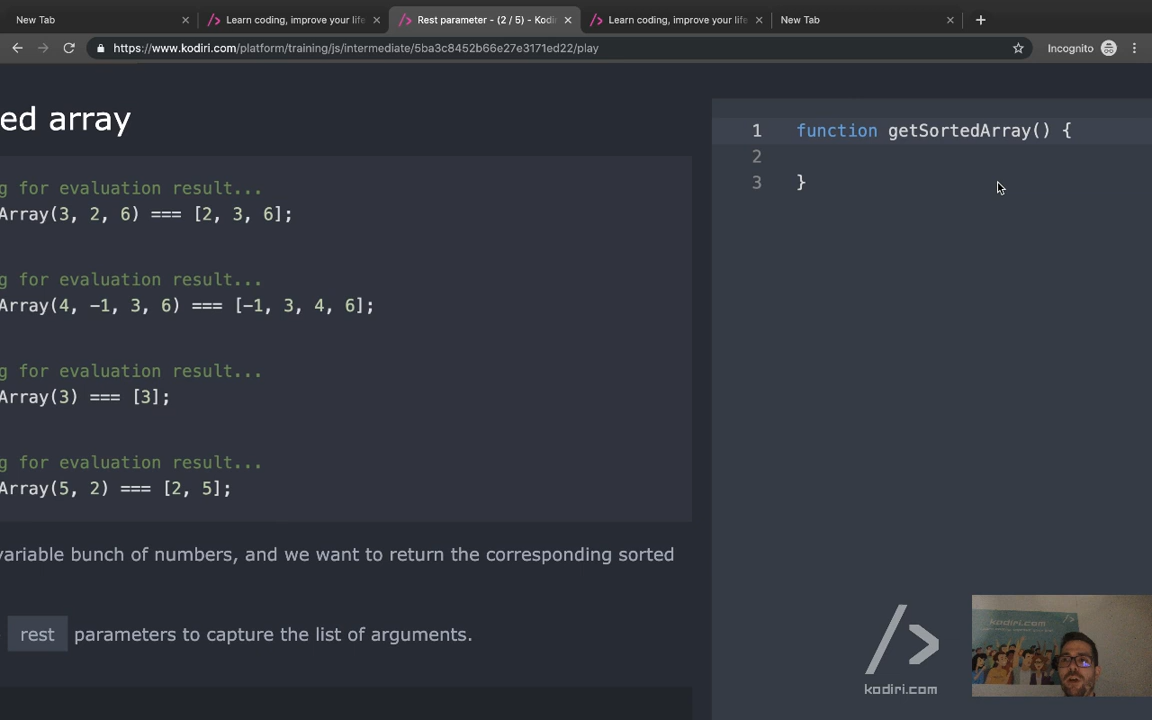 New Tab
Learn coding, improve your life
Rest parameter - (2 / 5) - Kodi
Learn coding, improve your life
New Tab
https://www.kodiri.com/platform/training/js/intermediate/5ba3c8452b66e27e3171ed22/play
Incognito
ed array
g for evaluation result...
Array(3, 2, 6) === [2, 3, 6];
g for evaluation result...
Array(4, -1, 3, 6) === [-1, 3, 4, 6];
g for evaluation result...
Array(3) === [3];
g for evaluation result...
Array(5, 2) === [2, 5];
variable bunch of numbers, and we want to return the corresponding sorted
rest parameters to capture the list of arguments.
1 function getSortedArray() {
2
3 }
kodiri.com
kodiri.com